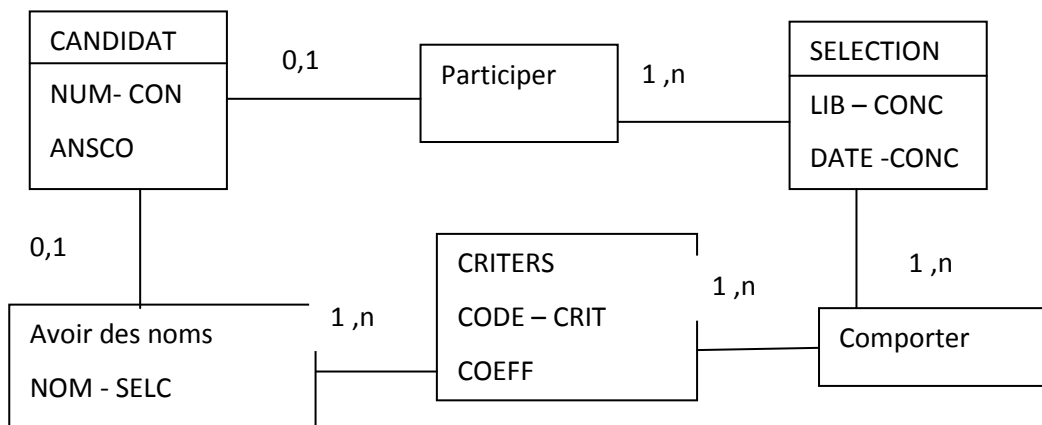 CANDIDAT
NUM- CON
ANSCO
0,1
Participer
1 ,n
SELECTION
LIB – CONC
DATE -CONC
0,1
Avoir des noms
NOM - SELC
1 ,n
CRITERS
CODE – CRIT
COEFF
1 ,n
1 ,n
Comporter